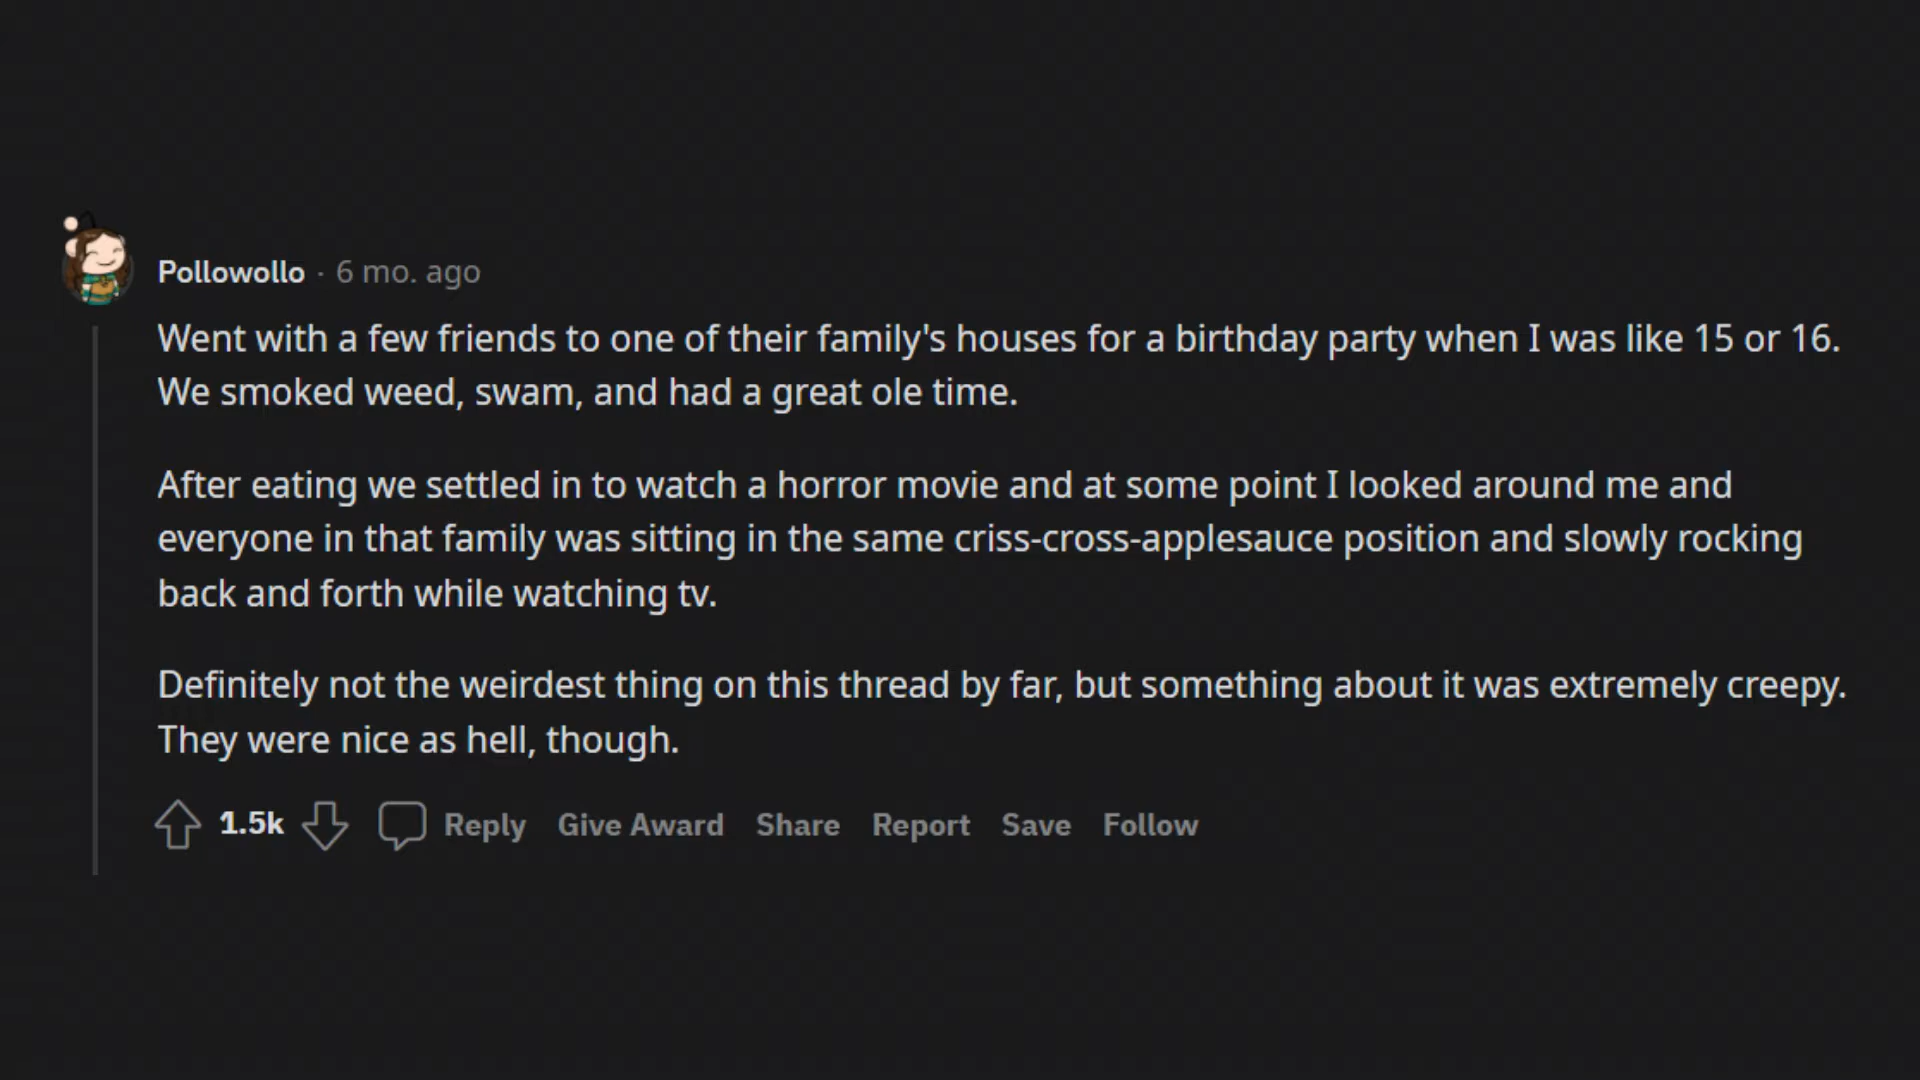 Pollowollo · 6 mo. ago
Went with a few friends to one of their family's houses for a birthday party when I was like 15 or 16.
We smoked weed, swam, and had a great ole time.
After eating we settled in to watch a horror movie and at some point I looked around me and
everyone in that family was sitting in the same criss-cross-applesauce position and slowly rocking
back and forth while watching tv.
Definitely not the weirdest thing on this thread by far, but something about it was extremely creepy.
They were nice as hell, though.
1.5k Reply Give Award Share Report Save Follow